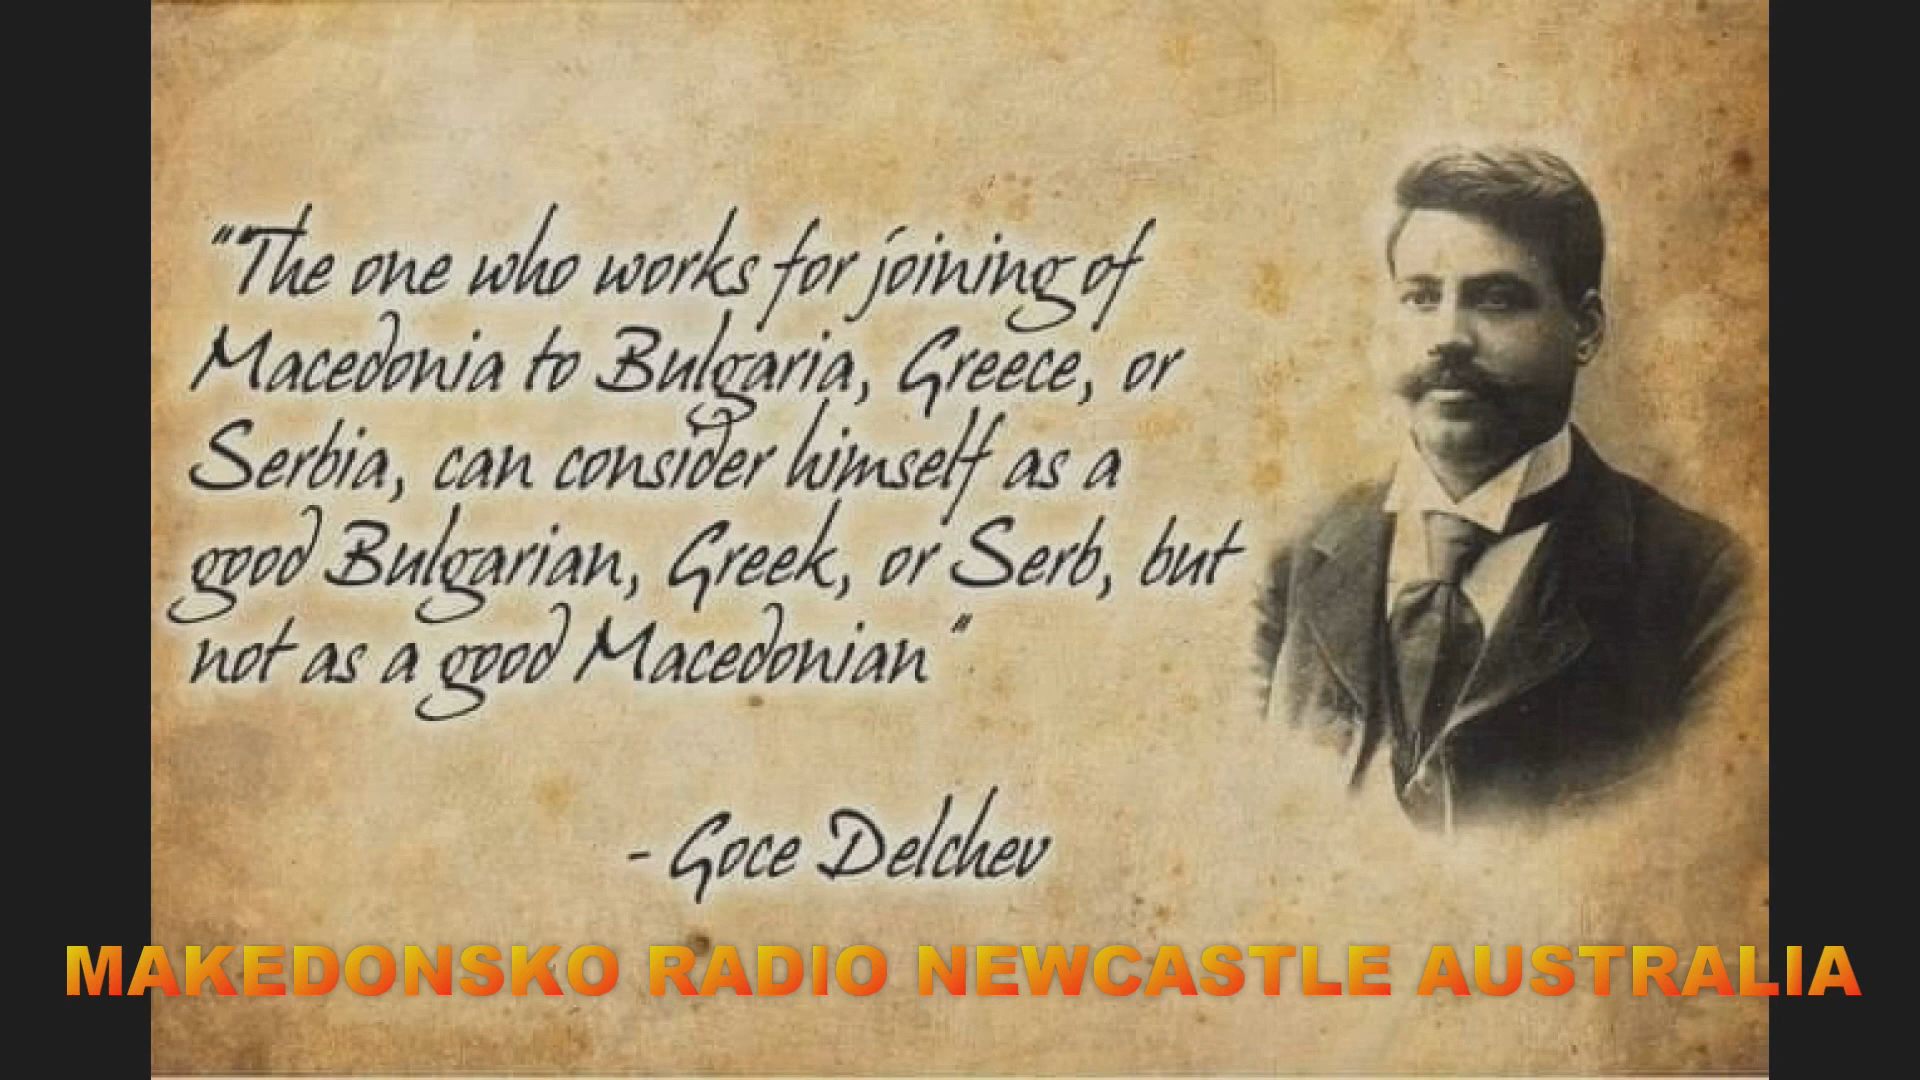 "The one who works for joining of
Macedonia to Bulgaria, Greece, or
Serbia, can consider himself as a
good Bulgarian, Greek, or Serb, but
not as a good Macedonian"
- Goce Delchev
MAKEDONSKO RADIO NEWCASTLE AUSTRALIA